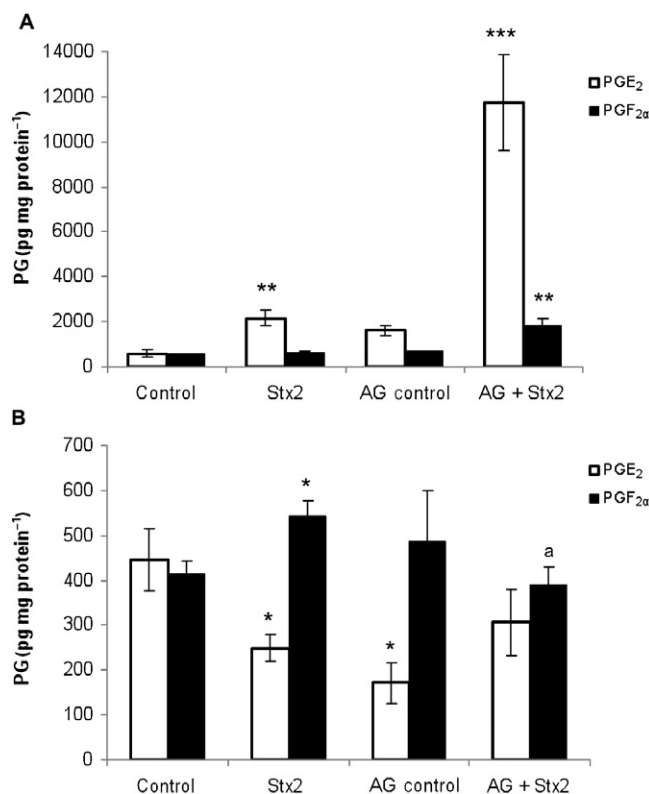 A
14000
12000
10000
8000
6000
4000
2000
0
PG (pg mg protein⁻¹)
**
***
**
PGE₂
PGF₂α
Control Stx2 AG control AG + Stx2
B
700
600
500
400
300
200
100
0
PG (pg mg protein⁻¹)
*
*
*
a
PGE₂
PGF₂α
Control Stx2 AG control AG + Stx2